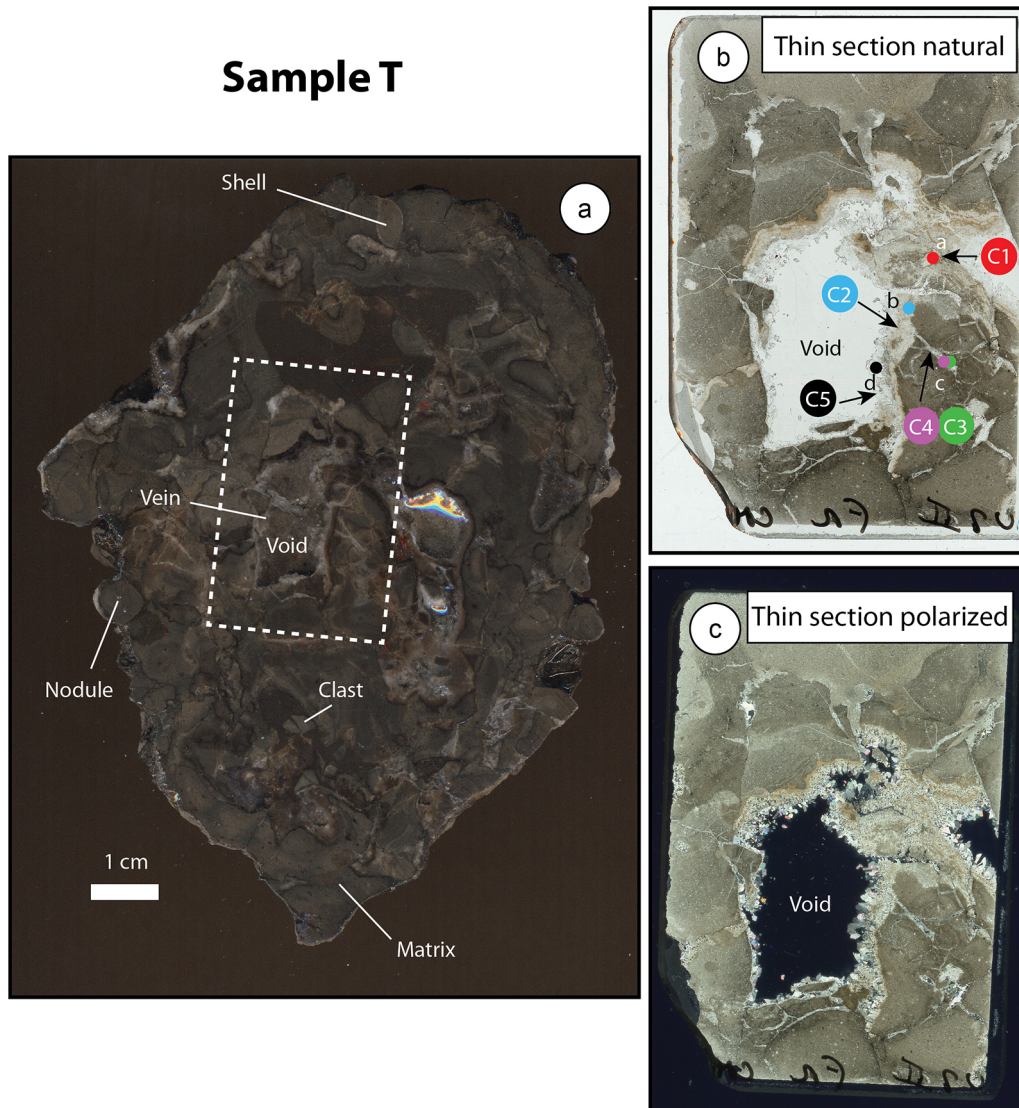 Sample T
a
Shell
Vein
Void
Nodule
Clast
1 cm
Matrix
b
Thin section natural
a
C1
C2
b
Void
c
d
C5
C4
C3
c
Thin section polarized
Void